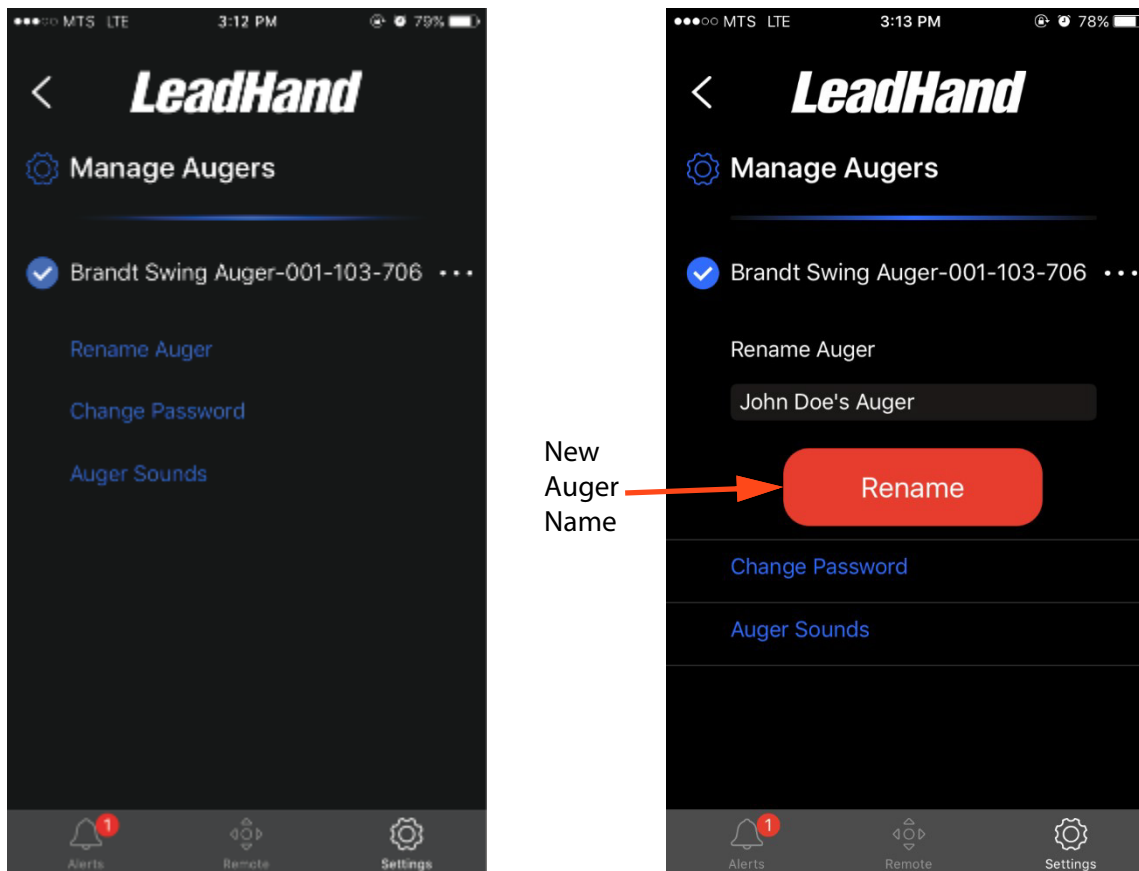 MTS LTE 3:12 PM 79%
LeadHand
Manage Augers
Brandt Swing Auger-001-103-706 •••
Rename Auger
Change Password
Auger Sounds
1
Alerts Remote Settings
New
Auger
Name
MTS LTE 3:13 PM 78%
LeadHand
Manage Augers
Brandt Swing Auger-001-103-706 •••
Rename Auger
John Doe's Auger
Rename
Change Password
Auger Sounds
1
Alerts Remote Settings